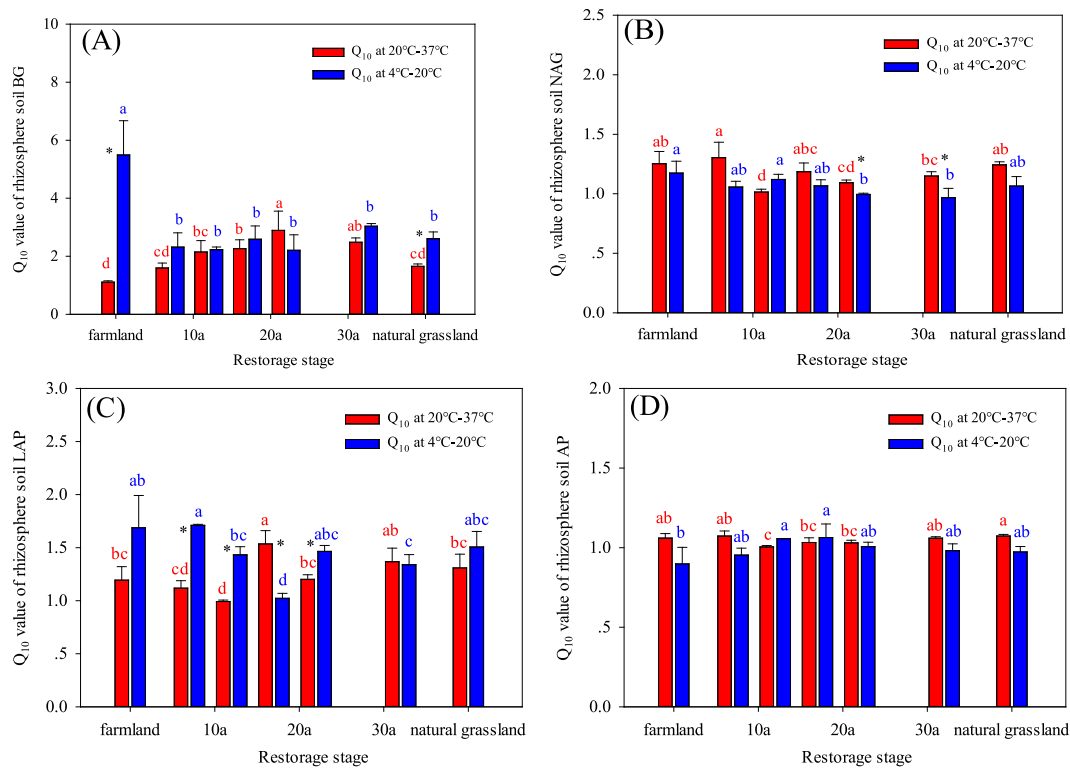 (A)
Q10 at 20℃-37℃
Q10 at 4℃-20℃
Q10 value of rhizosphere soil BG
10
8
6
4
2
0
* a
d
cd b
bc b
b b
a b
ab b
* cd b
farmland 10a 20a 30a natural grassland
Restorage stage
(B)
Q10 at 20℃-37℃
Q10 at 4℃-20℃
Q10 value of rhizosphere soil NAG
2.5
2.0
1.5
1.0
.5
0.0
ab a
a ab
d a
abc ab
cd * b
bc * b
ab ab
farmland 10a 20a 30a natural grassland
Restorage stage
(C)
Q10 at 20℃-37℃
Q10 at 4℃-20℃
Q10 value of rhizosphere soil LAP
3.0
2.5
2.0
1.5
1.0
.5
0.0
bc ab
* cd a
* d bc
a * d
* bc abc
ab c
bc abc
farmland 10a 20a 30a natural grassland
Restorage stage
(D)
Q10 at 20℃-37℃
Q10 at 4℃-20℃
Q10 value of rhizosphere soil AP
2.0
1.5
1.0
.5
0.0
ab b
ab ab
c a
bc a
bc ab
ab ab
a ab
farmland 10a 20a 30a natural grassland
Restorage stage